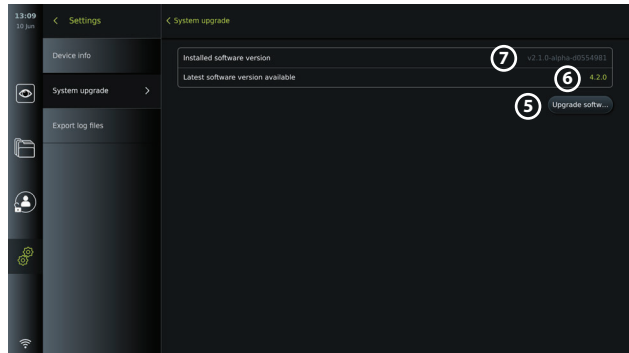 13:09
10 Jun
Settings
System upgrade
Device info
System upgrade
Export log files
Installed software version 7 v2.1.0-alpha-d0554981
Latest software version available 6 4.2.0
5 Upgrade softw...